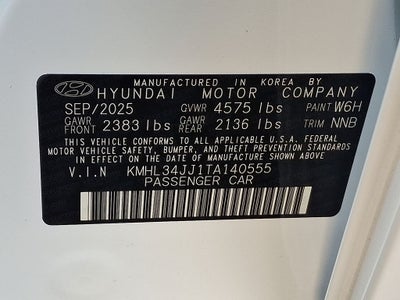 MANUFACTURED IN KOREA BY
HYUNDAI MOTOR COMPANY
SEP/2025 GVWR 4575 lbs PAINT W6H
GAWR FRONT 2383 lbs GAWR REAR 2136 lbs TRIM NNB
THIS VEHICLE CONFORMS TO ALL APPLICABLE U.S.A. FEDERAL
MOTOR VEHICLE SAFETY, BUMPER, AND THEFT PREVENTION STANDARDS
IN EFFECT ON THE DATE OF MANUFACTURE SHOWN ABOVE.
V.I.N KMHL34JJ1TA140555
PASSENGER CAR